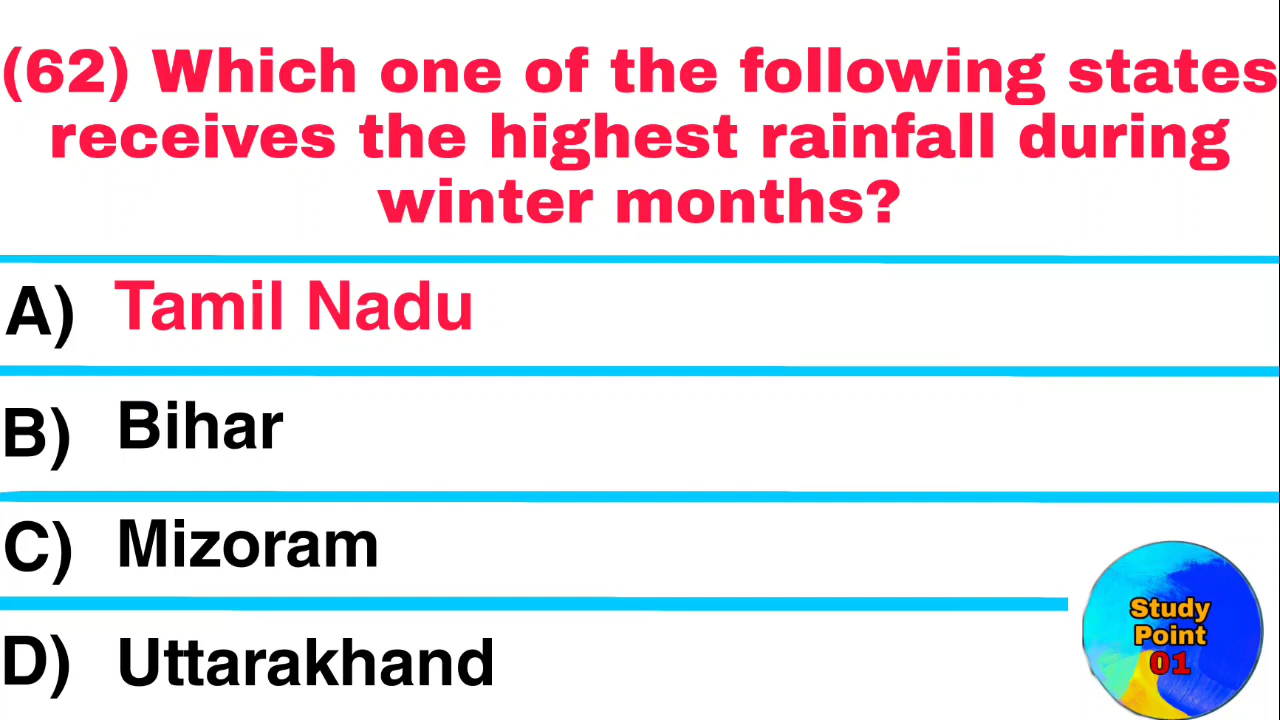 (62) Which one of the following states
receives the highest rainfall during
winter months?
A) Tamil Nadu
B) Bihar
C) Mizoram
D) Uttarakhand
Study
Point
01